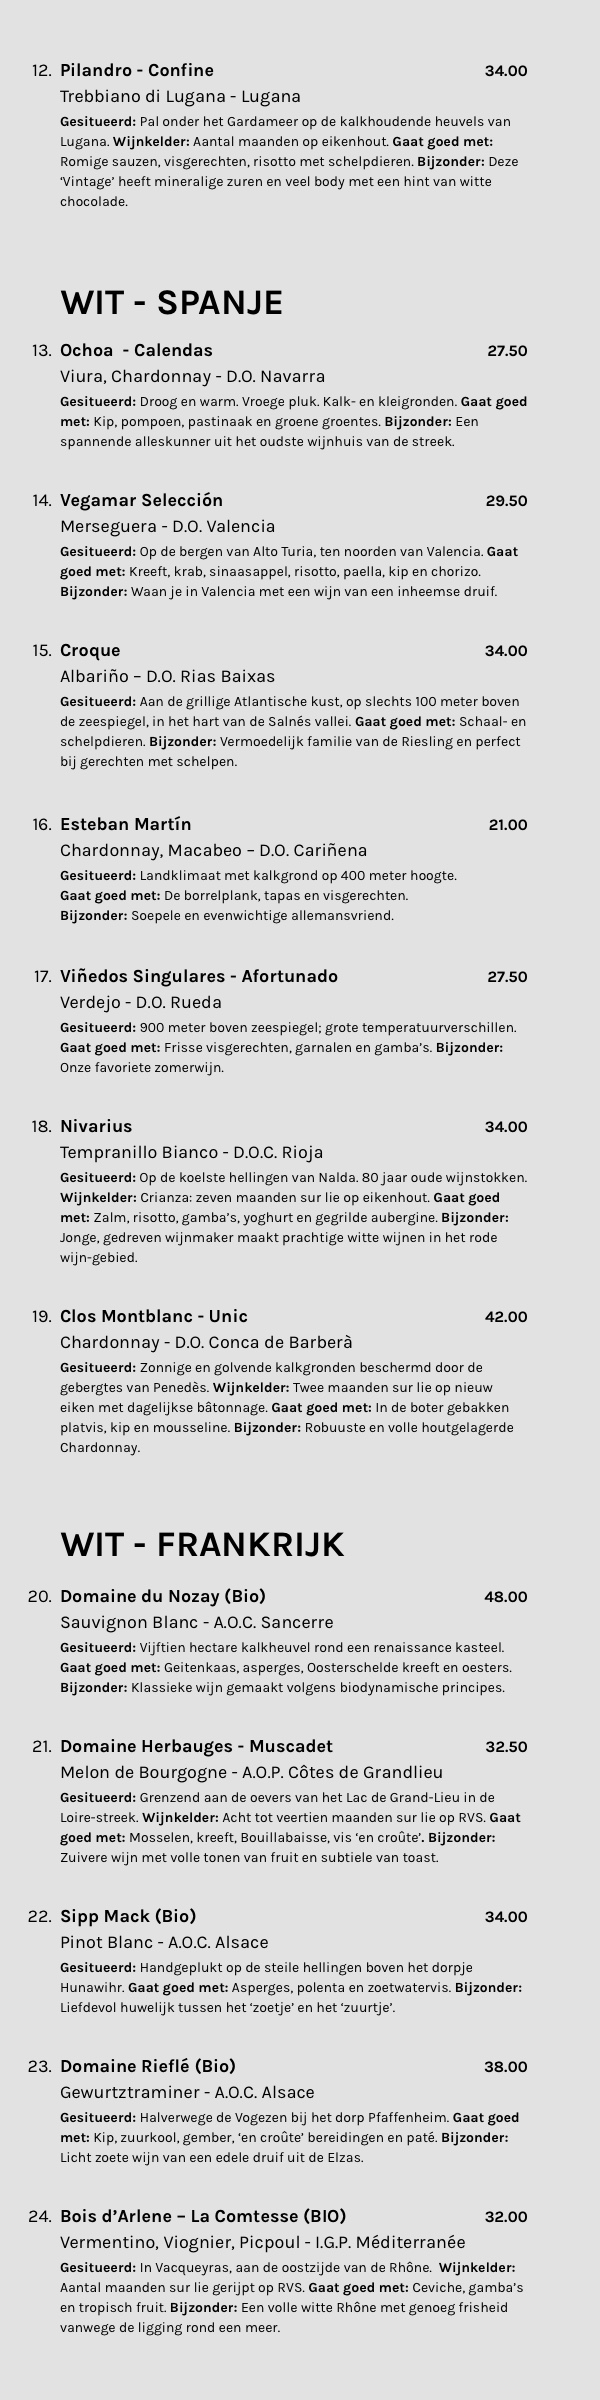 12. Pilandro - Confine 34.00
Trebbiano di Lugana - Lugana
Gesitueerd: Pal onder het Gardameer op de kalkhoudende heuvels van
Lugana. Wijnkelder: Aantal maanden op eikenhout. Gaat goed met:
Romige sauzen, visgerechten, risotto met schelpdieren. Bijzonder: Deze
‘Vintage’ heeft mineralige zuren en veel body met een hint van witte
chocolade.
WIT - SPANJE
13. Ochoa - Calendas 27.50
Viura, Chardonnay - D.O. Navarra
Gesitueerd: Droog en warm. Vroege pluk. Kalk- en kleigronden. Gaat goed
met: Kip, pompoen, pastinaak en groene groentes. Bijzonder: Een
spannende alleskunner uit het oudste wijnhuis van de streek.
14. Vegamar Selección 29.50
Merseguera - D.O. Valencia
Gesitueerd: Op de bergen van Alto Turia, ten noorden van Valencia. Gaat
goed met: Kreeft, krab, sinaasappel, risotto, paella, kip en chorizo.
Bijzonder: Waan je in Valencia met een wijn van een inheemse druif.
15. Croque 34.00
Albariño – D.O. Rias Baixas
Gesitueerd: Aan de grillige Atlantische kust, op slechts 100 meter boven
de zeespiegel, in het hart van de Salnés vallei. Gaat goed met: Schaal- en
schelpdieren. Bijzonder: Vermoedelijk familie van de Riesling en perfect
bij gerechten met schelpen.
16. Esteban Martín 21.00
Chardonnay, Macabeo – D.O. Cariñena
Gesitueerd: Landklimaat met kalkgrond op 400 meter hoogte.
Gaat goed met: De borrelplank, tapas en visgerechten.
Bijzonder: Soepele en evenwichtige allemansvriend.
17. Viñedos Singulares - Afortunado 27.50
Verdejo - D.O. Rueda
Gesitueerd: 900 meter boven zeespiegel; grote temperatuurverschillen.
Gaat goed met: Frisse visgerechten, garnalen en gamba’s. Bijzonder:
Onze favoriete zomerwijn.
18. Nivarius 34.00
Tempranillo Bianco - D.O.C. Rioja
Gesitueerd: Op de koelste hellingen van Nalda. 80 jaar oude wijnstokken.
Wijnkelder: Crianza: zeven maanden sur lie op eikenhout. Gaat goed
met: Zalm, risotto, gamba’s, yoghurt en gegrilde aubergine. Bijzonder:
Jonge, gedreven wijnmaker maakt prachtige witte wijnen in het rode
wijn-gebied.
19. Clos Montblanc - Unic 42.00
Chardonnay - D.O. Conca de Barberà
Gesitueerd: Zonnige en golvende kalkgronden beschermd door de
gebergtes van Penedès. Wijnkelder: Twee maanden sur lie op nieuw
eiken met dagelijkse bâtonnage. Gaat goed met: In de boter gebakken
platvis, kip en mousseline. Bijzonder: Robuuste en volle houtgelagerde
Chardonnay.
WIT - FRANKRIJK
20. Domaine du Nozay (Bio) 48.00
Sauvignon Blanc - A.O.C. Sancerre
Gesitueerd: Vijftien hectare kalkheuvel rond een renaissance kasteel.
Gaat goed met: Geitenkaas, asperges, Oosterschelde kreeft en oesters.
Bijzonder: Klassieke wijn gemaakt volgens biodynamische principes.
21. Domaine Herbauges - Muscadet 32.50
Melon de Bourgogne - A.O.P. Côtes de Grandlieu
Gesitueerd: Grenzend aan de oevers van het Lac de Grand-Lieu in de
Loire-streek. Wijnkelder: Acht tot veertien maanden sur lie op RVS. Gaat
goed met: Mosselen, kreeft, Bouillabaisse, vis ‘en croûte’. Bijzonder:
Zuivere wijn met volle tonen van fruit en subtiele van toast.
22. Sipp Mack (Bio) 34.00
Pinot Blanc - A.O.C. Alsace
Gesitueerd: Handgeplukt op de steile hellingen boven het dorpje
Hunawihr. Gaat goed met: Asperges, polenta en zoetwatervis. Bijzonder:
Liefdevol huwelijk tussen het ‘zoetje’ en het ‘zuurtje’.
23. Domaine Rieflé (Bio) 38.00
Gewurtztraminer - A.O.C. Alsace
Gesitueerd: Halverwege de Vogezen bij het dorp Pfaffenheim. Gaat goed
met: Kip, zuurkool, gember, ‘en croûte’ bereidingen en paté. Bijzonder:
Licht zoete wijn van een edele druif uit de Elzas.
24. Bois d’Arlene – La Comtesse (BIO) 32.00
Vermentino, Viognier, Picpoul - I.G.P. Méditerranée
Gesitueerd: In Vacqueyras, aan de oostzijde van de Rhône. Wijnkelder:
Aantal maanden sur lie gerijpt op RVS. Gaat goed met: Ceviche, gamba’s
en tropisch fruit. Bijzonder: Een volle witte Rhône met genoeg frisheid
vanwege de ligging rond een meer.